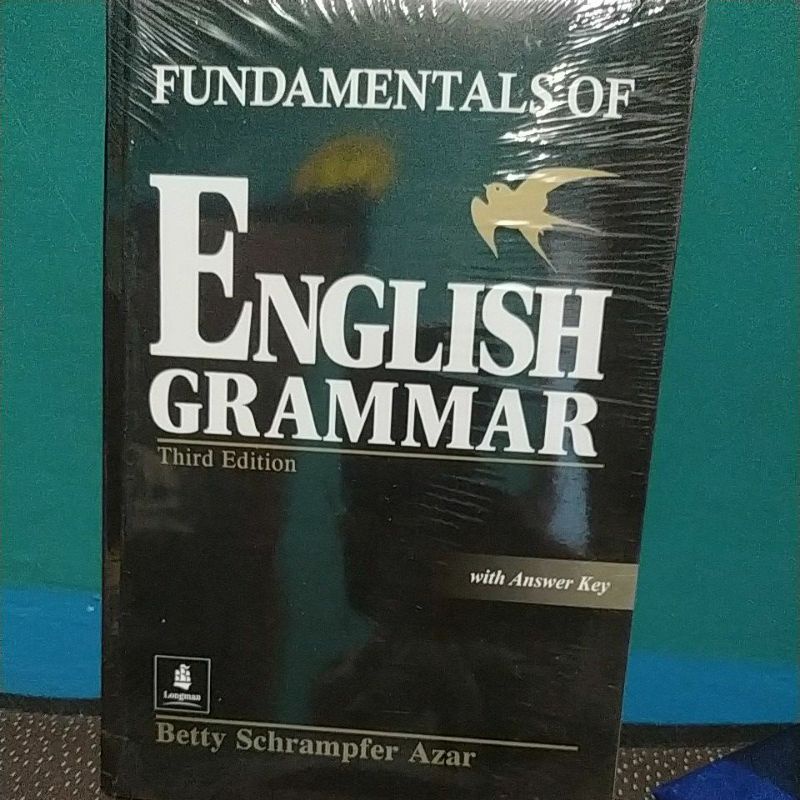 FUNDAMENTALS OF
ENGLISH
GRAMMAR
Third Edition
with Answer Key
Longman
Betty Schrampfer Azar